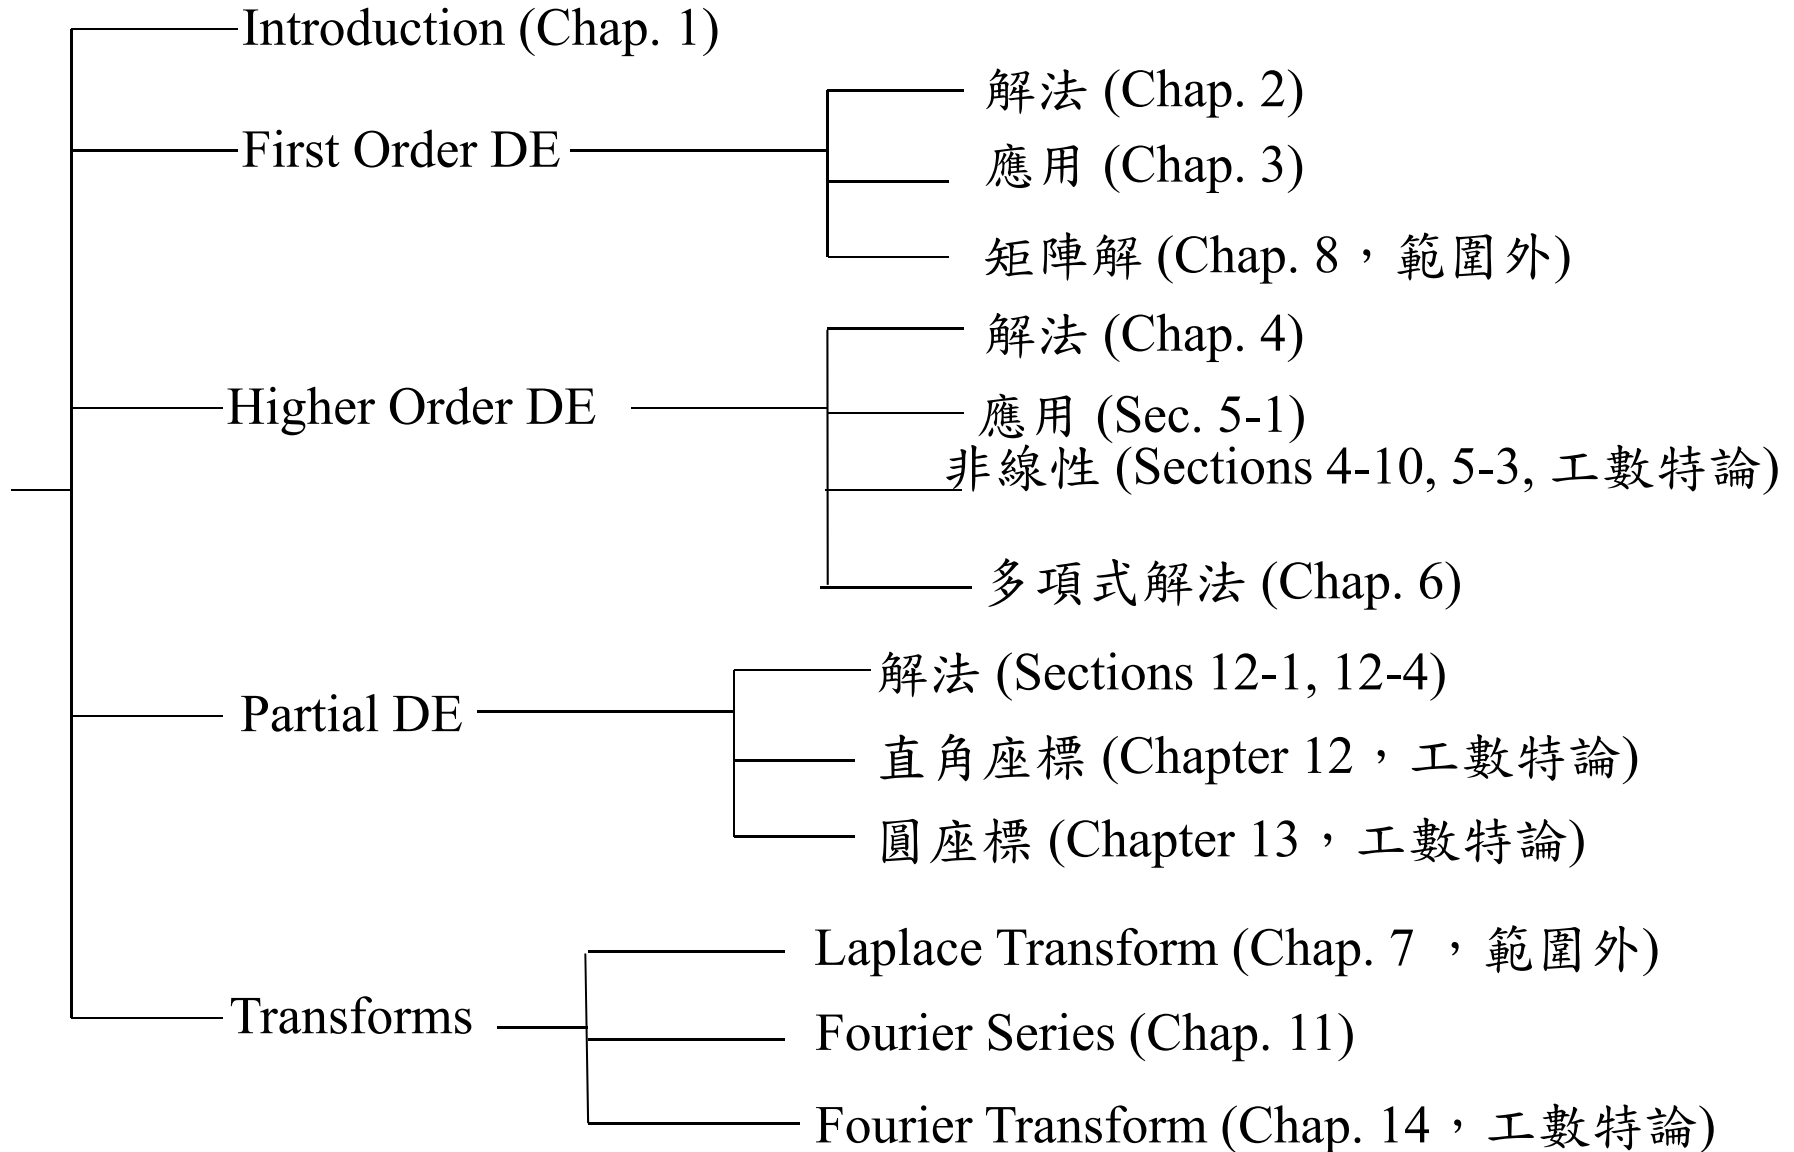 Introduction (Chap. 1)
解法 (Chap. 2)
First Order DE
應用 (Chap. 3)
矩陣解 (Chap. 8，範圍外)
解法 (Chap. 4)
Higher Order DE
應用 (Sec. 5-1)
非線性 (Sections 4-10, 5-3, 工數特論)
多項式解法 (Chap. 6)
解法 (Sections 12-1, 12-4)
Partial DE
直角座標 (Chapter 12，工數特論)
圓座標 (Chapter 13，工數特論)
Laplace Transform (Chap. 7 ，範圍外)
Transforms
Fourier Series (Chap. 11)
Fourier Transform (Chap. 14，工數特論)